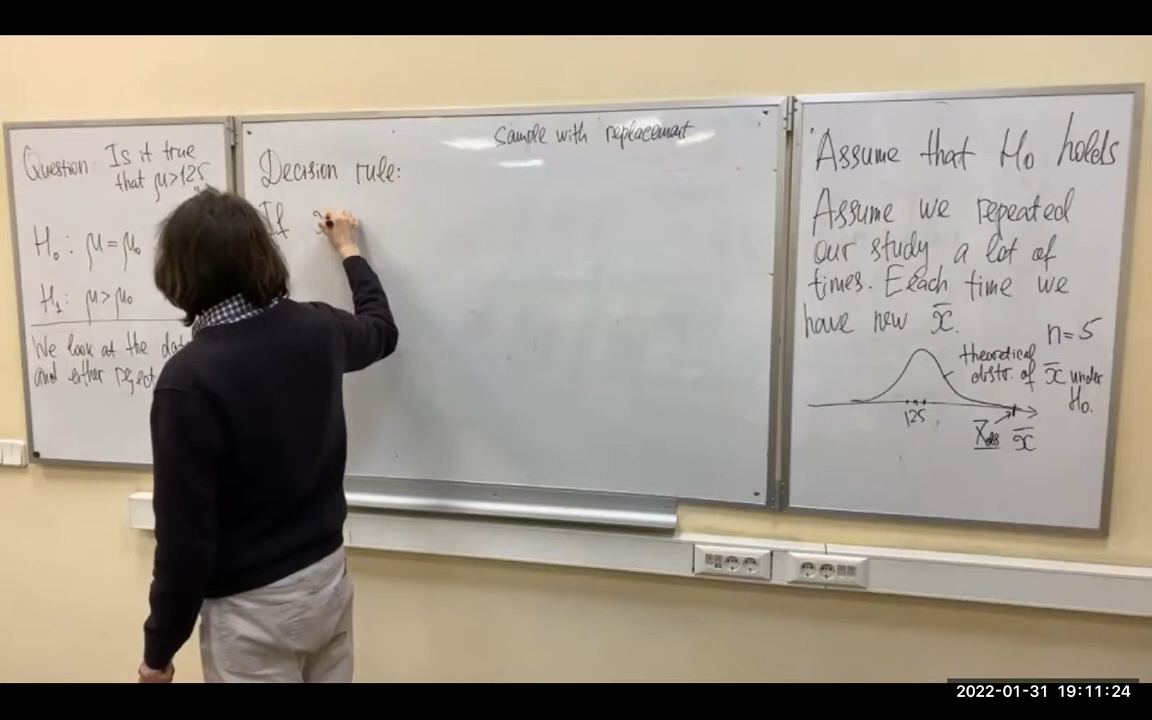 Question: Is it true
that μ>125
H₀: μ=μ₀
H₁: μ>μ₀
We look at the
and either reject
Sample with replacement
Decision rule:
If
Assume that H₀ holds
Assume we repeated
our study a lot of
times. Eeach time we
have new x̄.
n=5
theoretical
distr. of x̄ under
H₀.
125
x̄obs x̄
2022-01-31 19:11:24